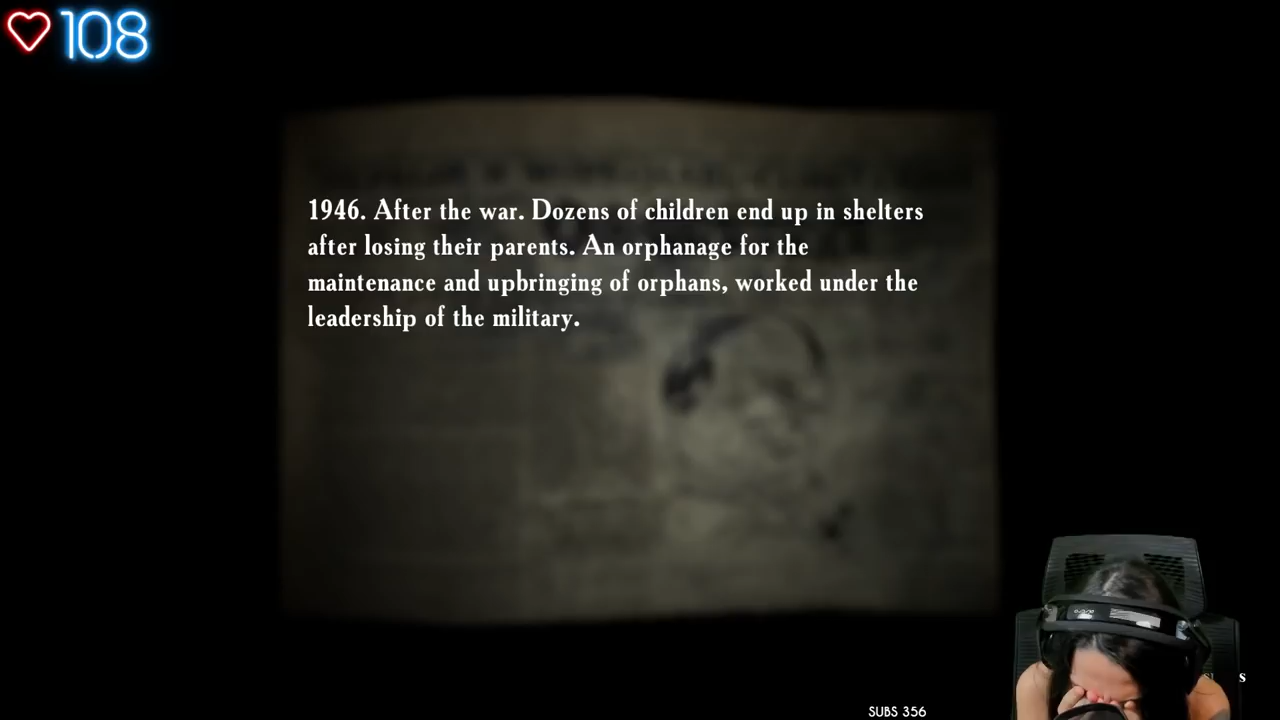 108
1946. After the war. Dozens of children end up in shelters
after losing their parents. An orphanage for the
maintenance and upbringing of orphans, worked under the
leadership of the military.
SUBS 356